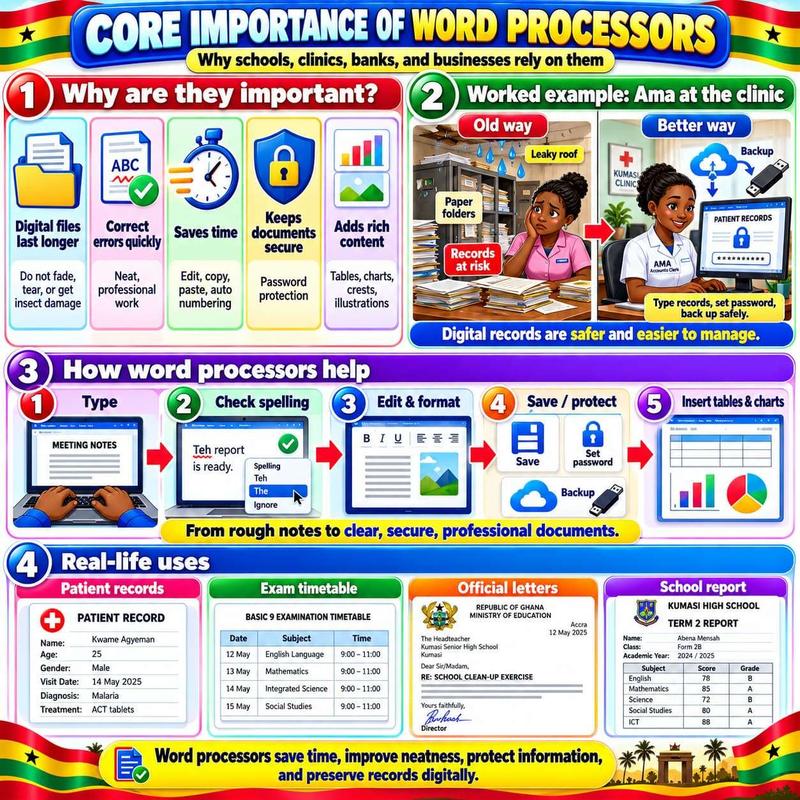 CORE IMPORTANCE OF WORD PROCESSORS
Why schools, clinics, banks, and businesses rely on them
1 Why are they important?
Digital files
last longer
Do not fade,
tear, or get
insect damage
ABC
Correct
errors quickly
Neat,
professional
work
Saves time
Edit, copy,
paste, auto
numbering
Keeps
documents
secure
Password
protection
Adds rich
content
Tables, charts,
crests,
illustrations
2 Worked example: Ama at the clinic
Old way
Leaky roof
Paper
folders
Records
at risk
Better way
Backup
KUMASI
CLINIC
PATIENT RECORDS
AMA
Accounts Clerk
Type records, set password,
back up safely.
Digital records are safer and easier to manage.
3 How word processors help
1 Type
MEETING NOTES
2 Check spelling
Teh report
is ready.
Spelling
Teh
The
Ignore
3 Edit & format
B I U
4 Save / protect
Save
Set
password
Backup
5 Insert tables & charts
From rough notes to clear, secure, professional documents.
4 Real-life uses
Patient records
PATIENT RECORD
Name: Kwame Agyeman
Age: 25
Gender: Male
Visit Date: 14 May 2025
Diagnosis: Malaria
Treatment: ACT tablets
Exam timetable
BASIC 9 EXAMINATION TIMETABLE
Date Subject Time
12 May English Language 9:00 – 11:00
13 May Mathematics 9:00 – 11:00
14 May Integrated Science 9:00 – 11:00
15 May Social Studies 9:00 – 11:00
Official letters
REPUBLIC OF GHANA
MINISTRY OF EDUCATION
Accra
12 May 2025
The Headteacher
Kumasi Senior High School
Kumasi
Dear Sir/Madam,
RE: SCHOOL CLEAN-UP EXERCISE
Yours faithfully,
Director
School report
KUMASI HIGH SCHOOL
TERM 2 REPORT
Name: Abena Mensah
Class: Form 2B
Academic Year: 2024 / 2025
Subject Score Grade
English 78 B
Mathematics 85 A
Science 72 B
Social Studies 80 A
ICT 88 A
Word processors save time, improve neatness, protect information,
and preserve records digitally.